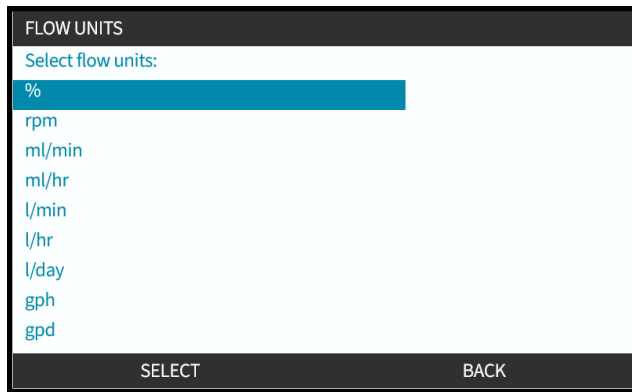 FLOW UNITS
Select flow units:
%
rpm
ml/min
ml/hr
l/min
l/hr
l/day
gph
gpd
SELECT BACK